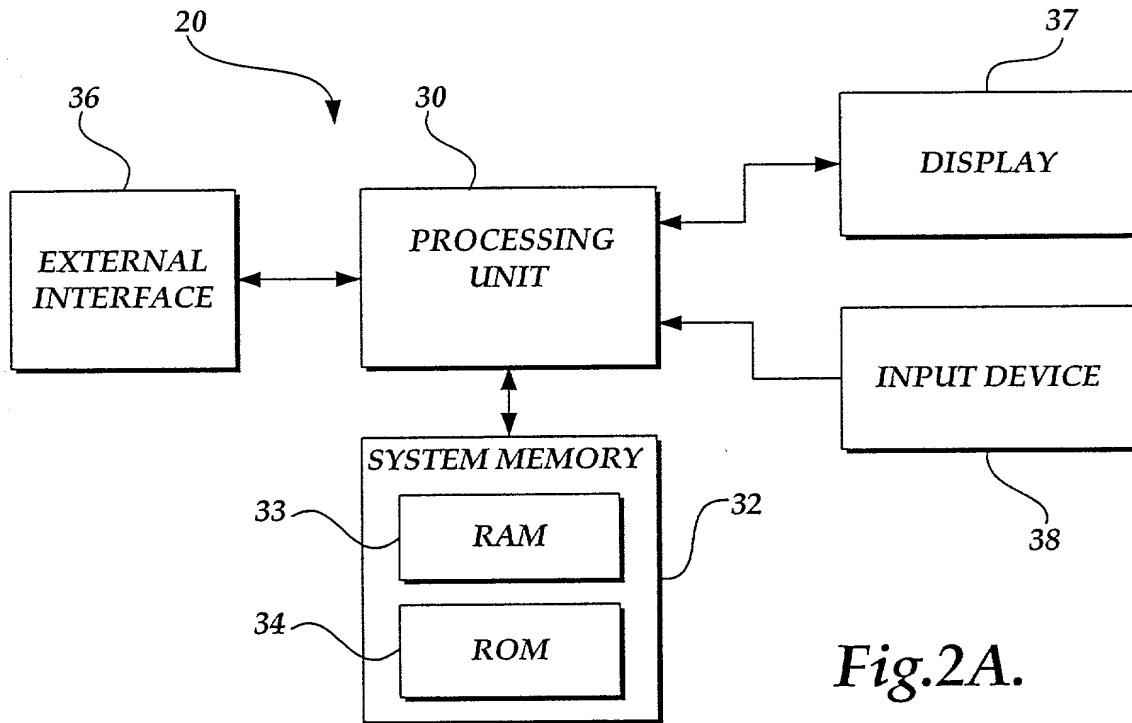 20
37
36
30
DISPLAY
EXTERNAL
INTERFACE
PROCESSING
UNIT
INPUT DEVICE
38
SYSTEM MEMORY
33
RAM
32
34
ROM
Fig.2A.